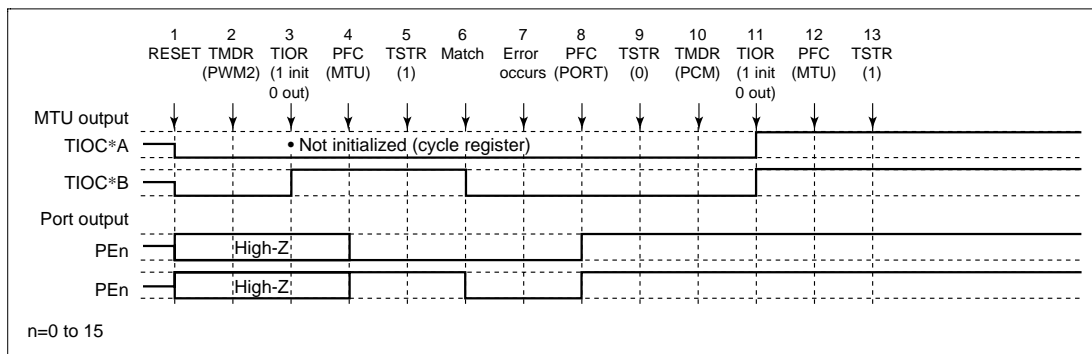 1 2 3 4 5 6 7 8 9 10 11 12 13
RESET TMDR TIOR PFC TSTR Match Error PFC TSTR TMDR TIOR PFC TSTR
(PWM2) (1 init (MTU) (1) occurs (PORT) (0) (PCM) (1 init (MTU) (1)
0 out) 0 out)
MTU output
TIOC*A
• Not initialized (cycle register)
TIOC*B
Port output
PEn
High-Z
PEn
High-Z
n=0 to 15